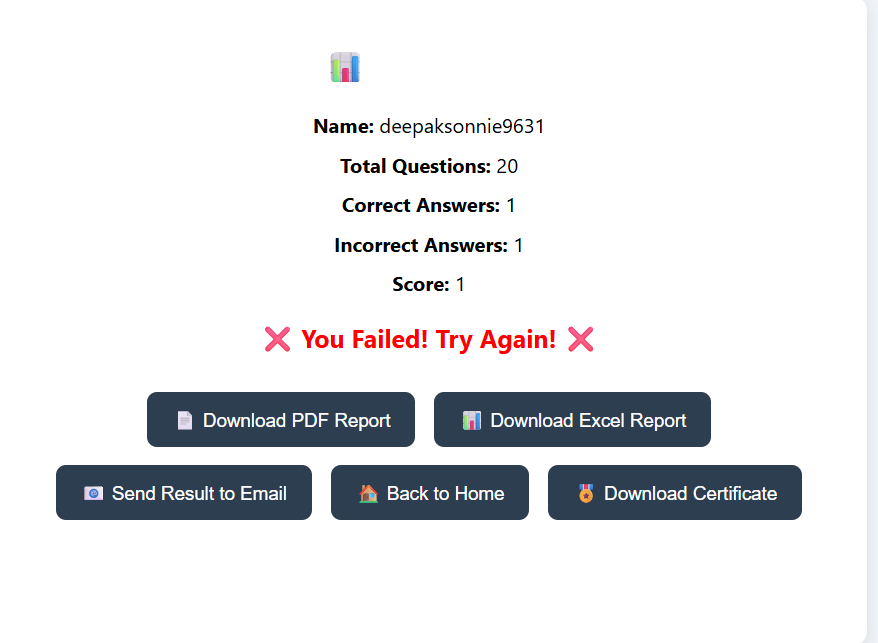 Name: deepaksonnie9631
Total Questions: 20
Correct Answers: 1
Incorrect Answers: 1
Score: 1
❌ You Failed! Try Again! ❌
Download PDF Report
Download Excel Report
Send Result to Email
Back to Home
Download Certificate